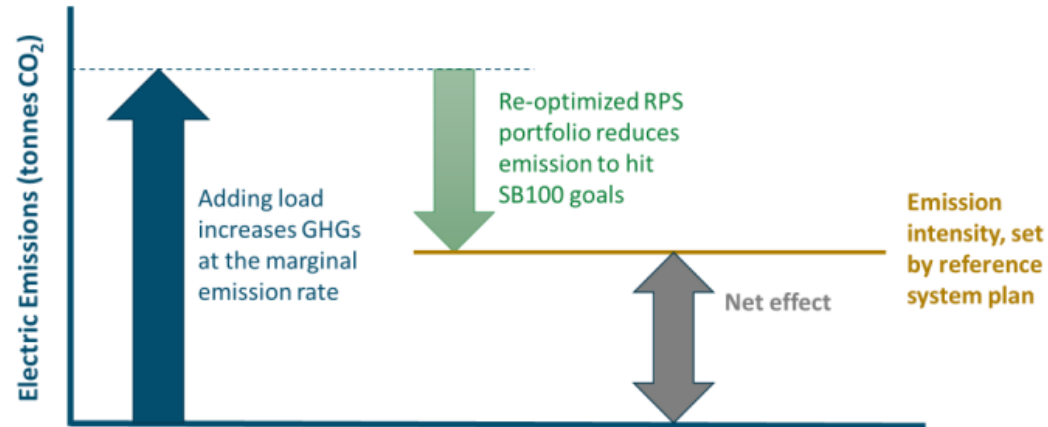 Electric Emissions (tonnes CO₂)
Adding load
increases GHGs
at the marginal
emission rate
Re-optimized RPS
portfolio reduces
emission to hit
SB100 goals
Net effect
Emission
intensity, set
by reference
system plan